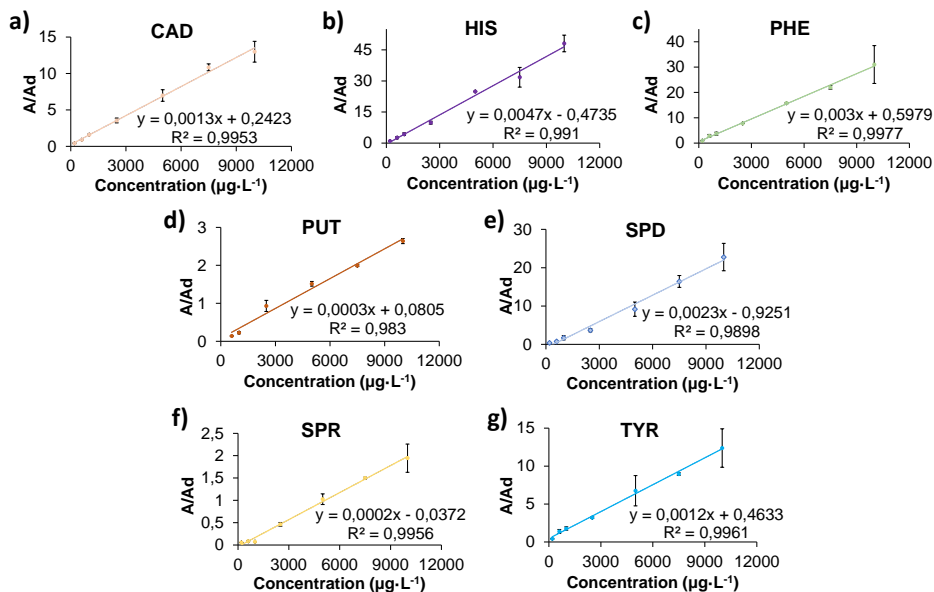 a)
CAD
A/Ad
15
10
5
0
y = 0,0013x + 0,2423
R² = 0,9953
0 3000 6000 9000 12000
Concentration (µg·L⁻¹)
b)
HIS
A/Ad
45
30
15
0
y = 0,0047x - 0,4735
R² = 0,991
0 3000 6000 9000 12000
Concentration (µg·L⁻¹)
c)
PHE
A/Ad
50
40
30
20
10
0
y = 0,003x + 0,5979
R² = 0,9977
0 3000 6000 9000 12000
Concentration (µg·L⁻¹)
d)
PUT
A/Ad
3
2
1
0
y = 0,0003x + 0,0805
R² = 0,983
0 3000 6000 9000 12000
Concentration (µg·L⁻¹)
e)
SPD
A/Ad
30
20
10
0
y = 0,0023x - 0,9251
R² = 0,9898
0 3000 6000 9000 12000
Concentration (µg·L⁻¹)
f)
SPR
A/Ad
2,5
2
1,5
1
0,5
0
y = 0,0002x - 0,0372
R² = 0,9956
0 3000 6000 9000 12000
Concentration (µg·L⁻¹)
g)
TYR
A/Ad
15
10
5
0
y = 0,0012x + 0,4633
R² = 0,9961
0 3000 6000 9000 12000
Concentration (µg·L⁻¹)